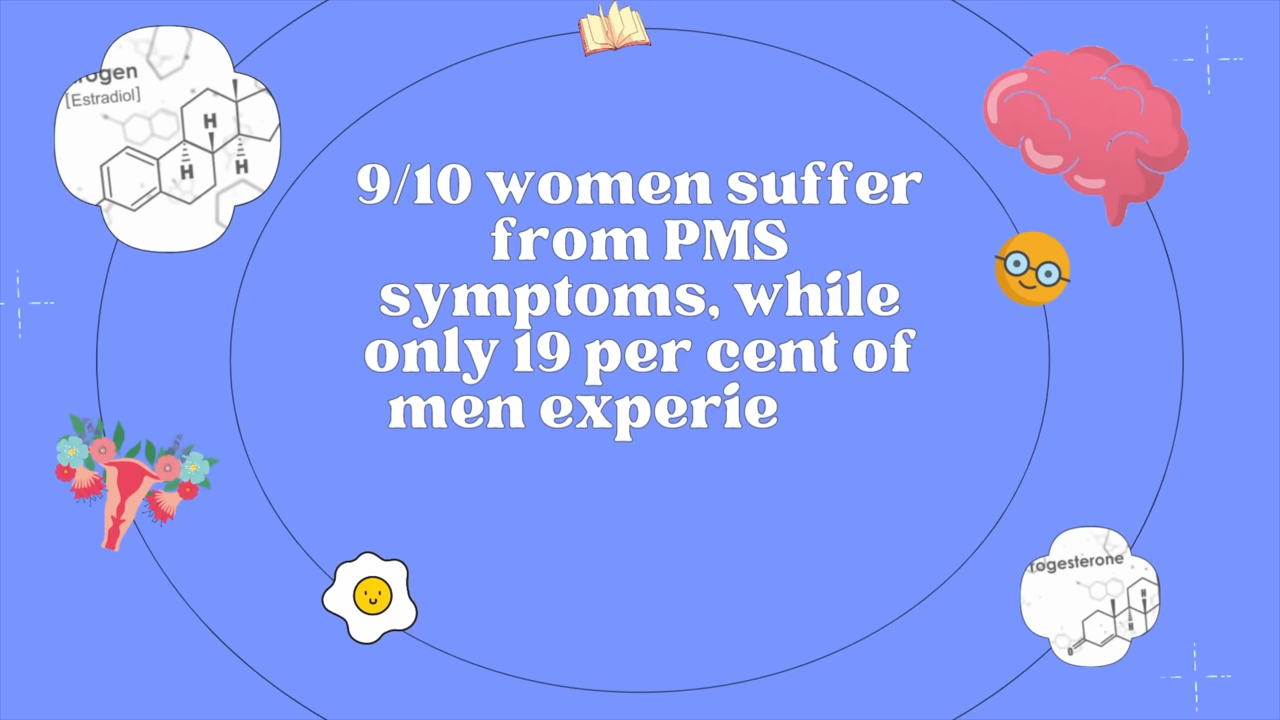 rogen
[Estradiol]
H
H
H
9/10 women suffer
from PMS
symptoms, while
only 19 per cent of
men experie
rogesterone
H
H
O